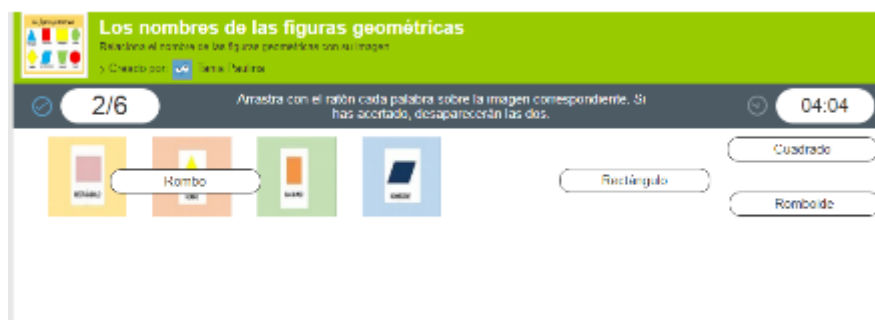 Los nombres de las figuras geométricas
Relaciona el nombre de las figuras geométricas con su imagen
y Creado por: Tania Paulina
2/6
Arrastra con el ratón cada palabra sobre la imagen correspondiente. Si
has acertado, desaparecerán las dos.
04:04
Cuadrado
Rombo
Rectángulo
Romboide